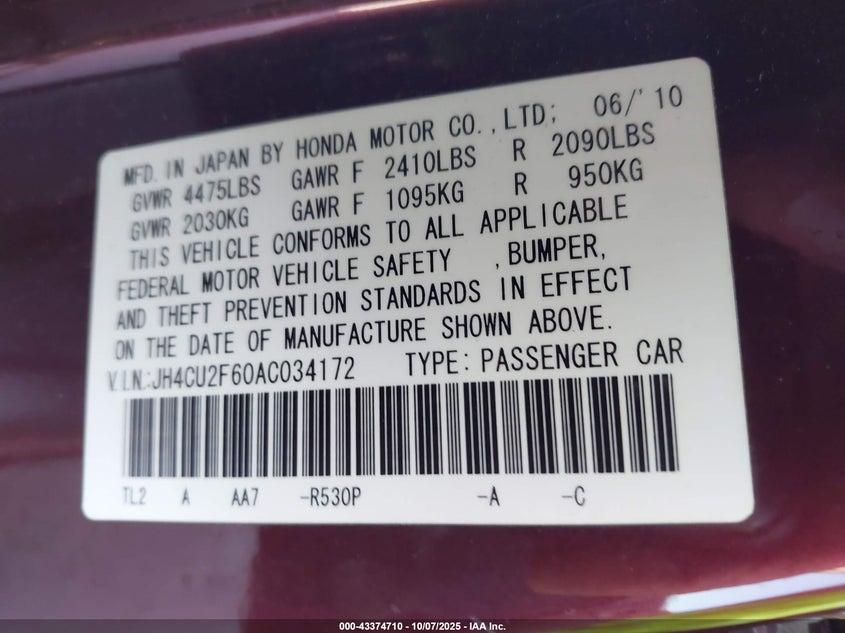 MFD. IN JAPAN BY HONDA MOTOR CO.,LTD; 06/'10
GVWR 4475LBS GAWR F 2410LBS R 2090LBS
GVWR 2030KG GAWR F 1095KG R 950KG
THIS VEHICLE CONFORMS TO ALL APPLICABLE
FEDERAL MOTOR VEHICLE SAFETY ,BUMPER,
AND THEFT PREVENTION STANDARDS IN EFFECT
ON THE DATE OF MANUFACTURE SHOWN ABOVE.
V.I.N.:JH4CU2F60AC034172 TYPE: PASSENGER CAR
TL2 A AA7 -R530P -A -C
000-43374710 - 10/07/2025 - IAA Inc.